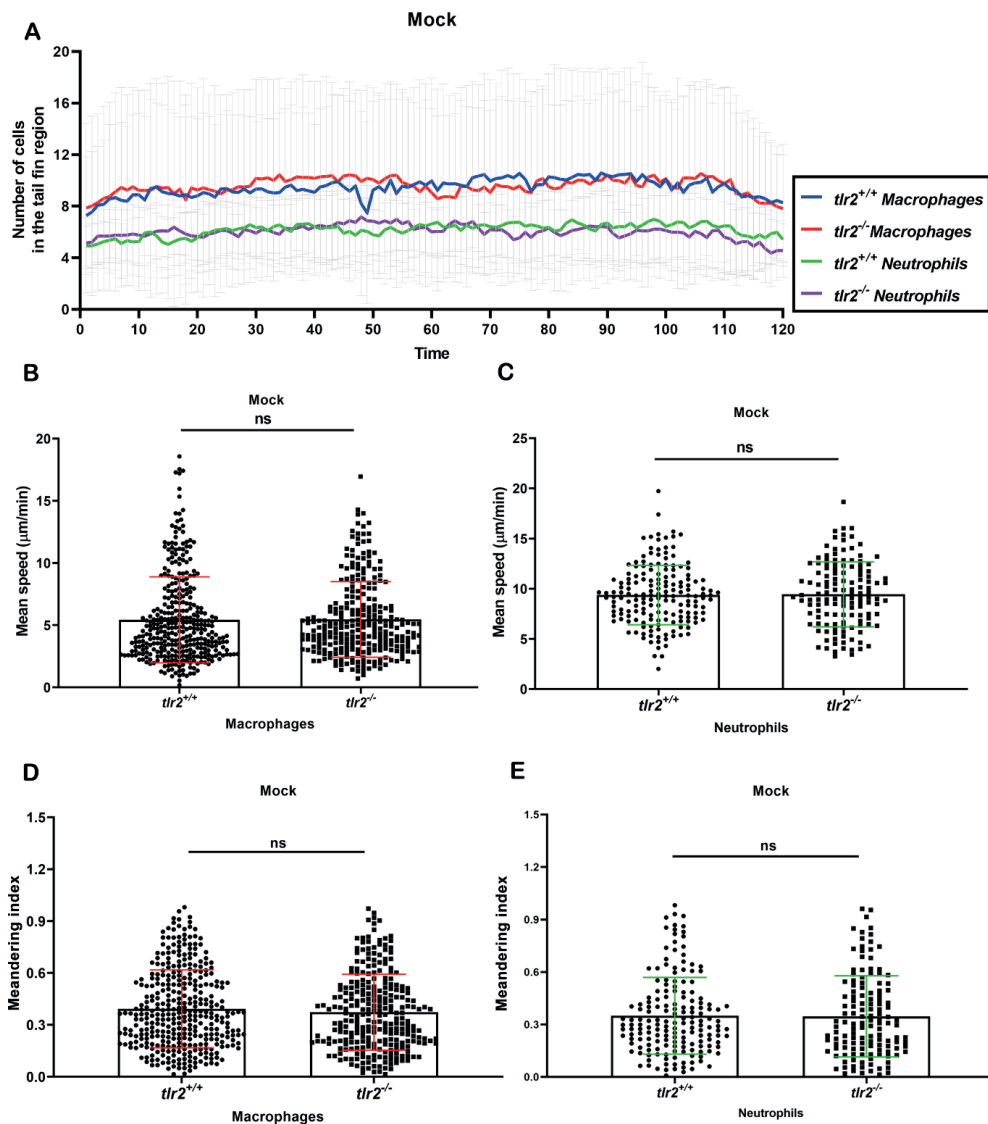 Mock
A
20
16
12
8
4
0
Number of cells
in the tail fin region
0 10 20 30 40 50 60 70 80 90 100 110 120
Time
tlr2+/+ Macrophages
tlr2-/-Macrophages
tlr2+/+ Neutrophils
tlr2-/- Neutrophils
B
Mock
ns
20
15
10
5
0
Mean speed (μm/min)
tlr2+/+ tlr2-/-
Macrophages
C
Mock
ns
25
20
15
10
5
0
Mean speed (μm/min)
tlr2+/+ tlr2-/-
Neutrophils
D
Mock
ns
1.5
1.2
0.9
0.6
0.3
0.0
Meandering index
tlr2+/+ tlr2-/-
Macrophages
E
Mock
ns
1.5
1.2
0.9
0.6
0.3
0.0
Meandering index
tlr2+/+ tlr2-/-
Neutrophils